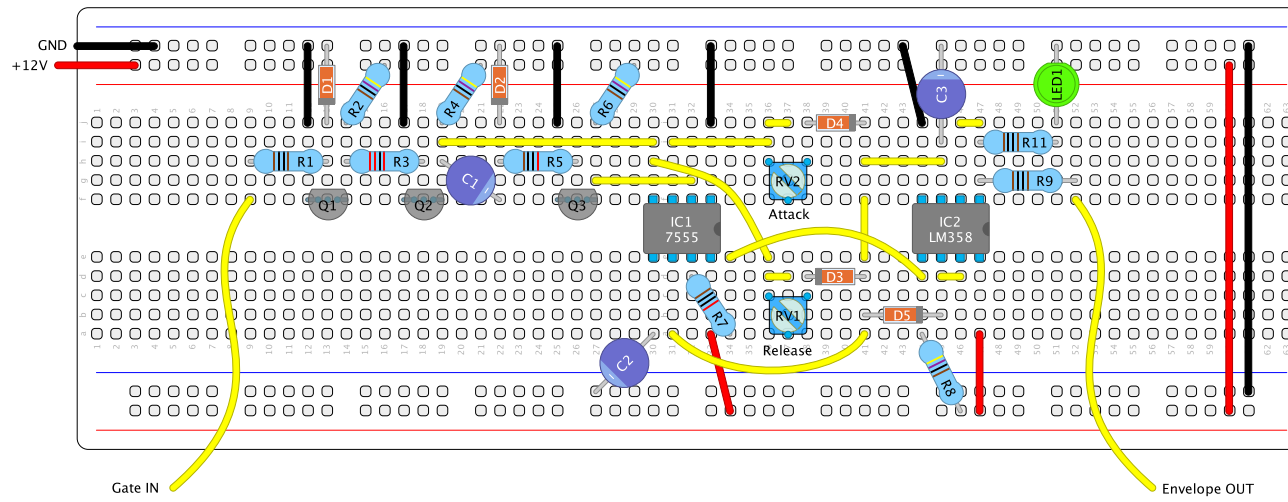 GND
+12V
D1
R2
R4
D2
R6
C3
LED1
D4
R1
R3
C1
R5
R11
RV2
R9
Q1
Q2
Q3
Attack
IC1
7555
IC2
LM358
D3
R7
RV1
D5
Release
C2
R8
Gate IN
Envelope OUT